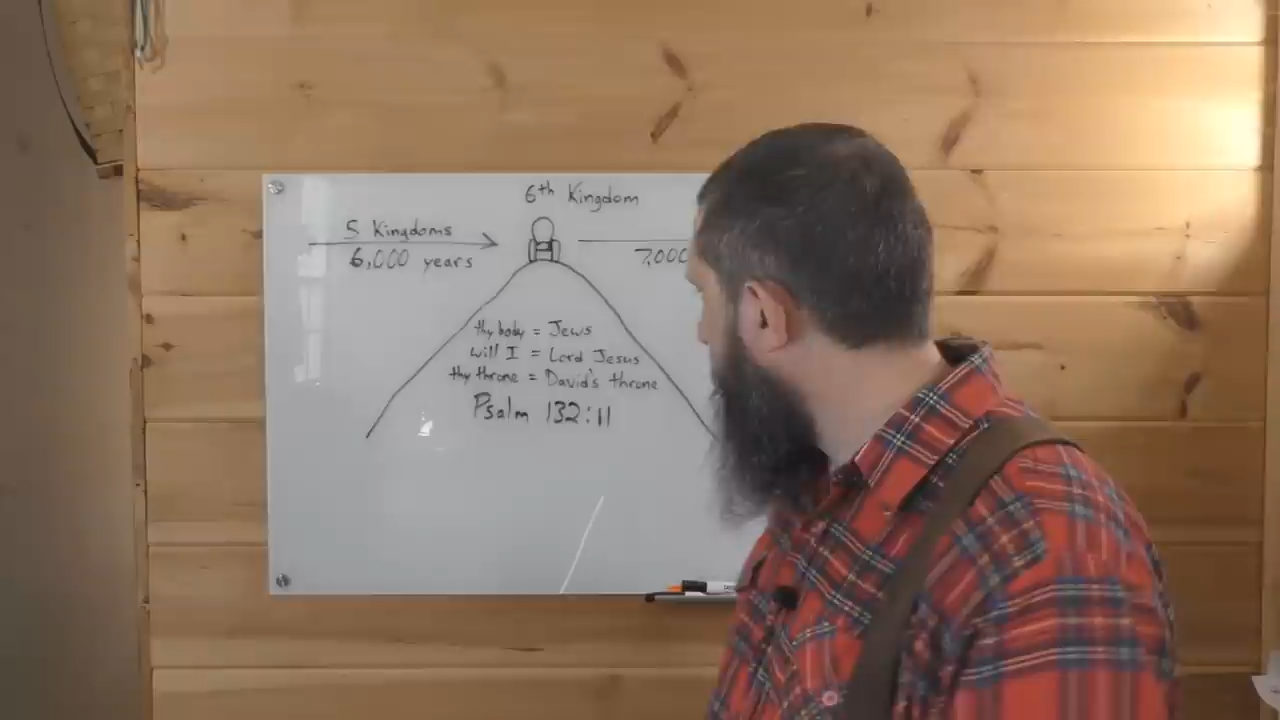 6th Kingdom
5 Kingdoms
6,000 years
7,000
thy body = Jews
will I = Lord Jesus
thy throne = David's throne
Psalm 132:11